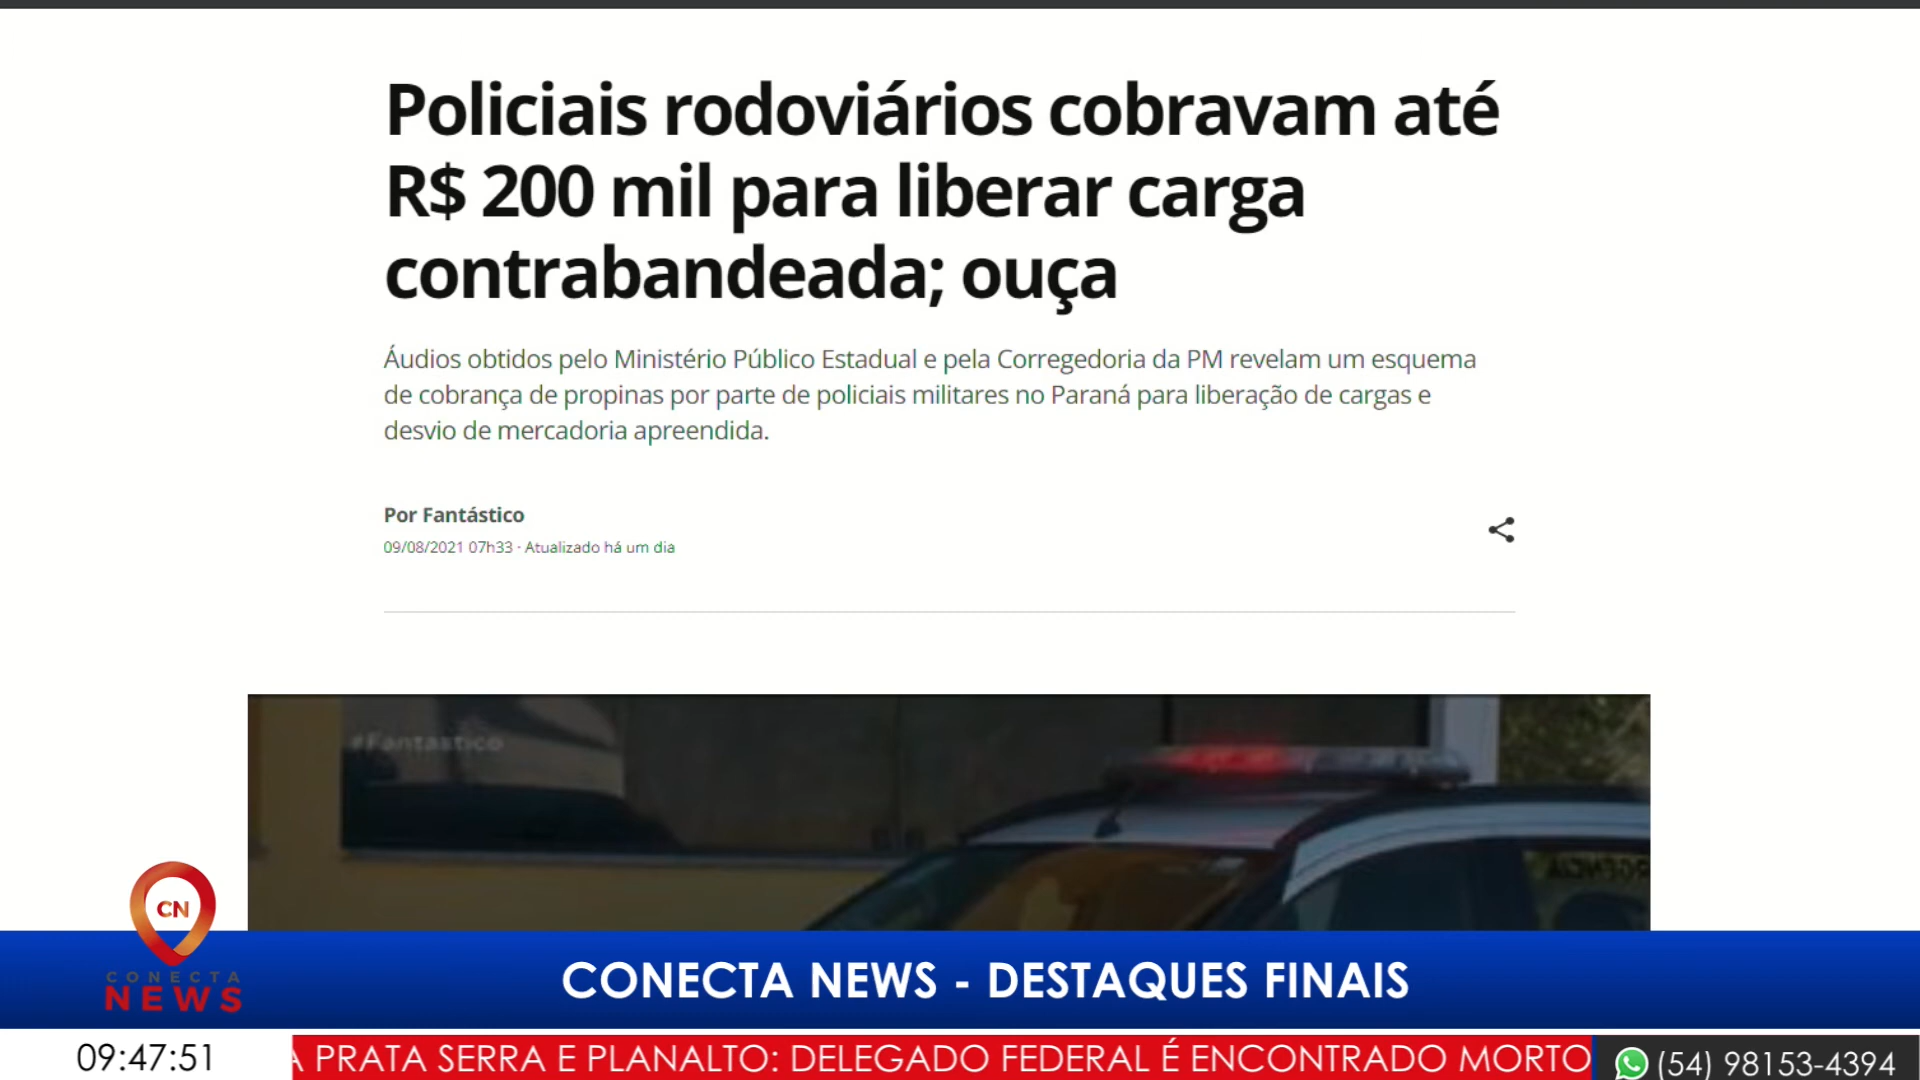 Policiais rodoviários cobravam até
R$ 200 mil para liberar carga
contrabandeada; ouça
Áudios obtidos pelo Ministério Público Estadual e pela Corregedoria da PM revelam um esquema
de cobrança de propinas por parte de policiais militares no Paraná para liberação de cargas e
desvio de mercadoria apreendida.
Por Fantástico
09/08/2021 07h33 · Atualizado há um dia
#Fantastico
CN
CONECTA
NEWS
CONECTA NEWS - DESTAQUES FINAIS
09:47:51
A PRATA SERRA E PLANALTO: DELEGADO FEDERAL É ENCONTRADO MORTO
(54) 98153-4394